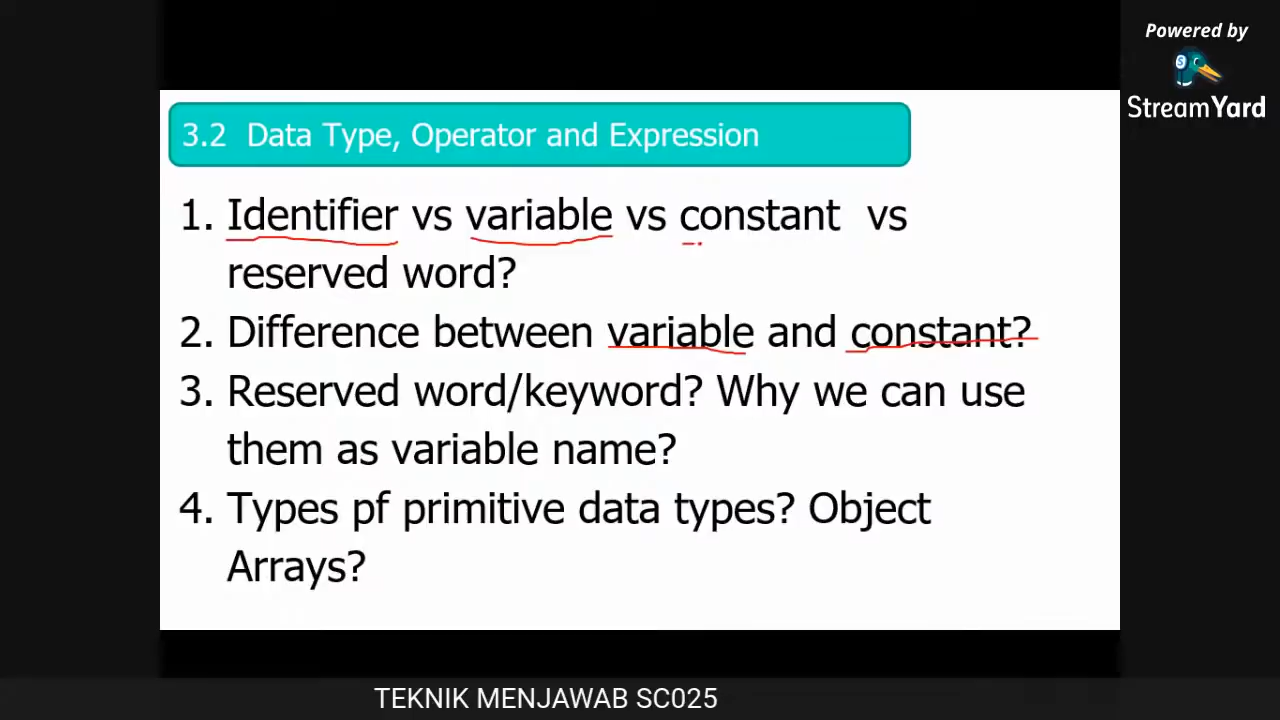 Powered by
StreamYard
3.2 Data Type, Operator and Expression
1. Identifier vs variable vs constant vs
reserved word?
2. Difference between variable and constant?
3. Reserved word/keyword? Why we can use
them as variable name?
4. Types pf primitive data types? Object
Arrays?
TEKNIK MENJAWAB SC025